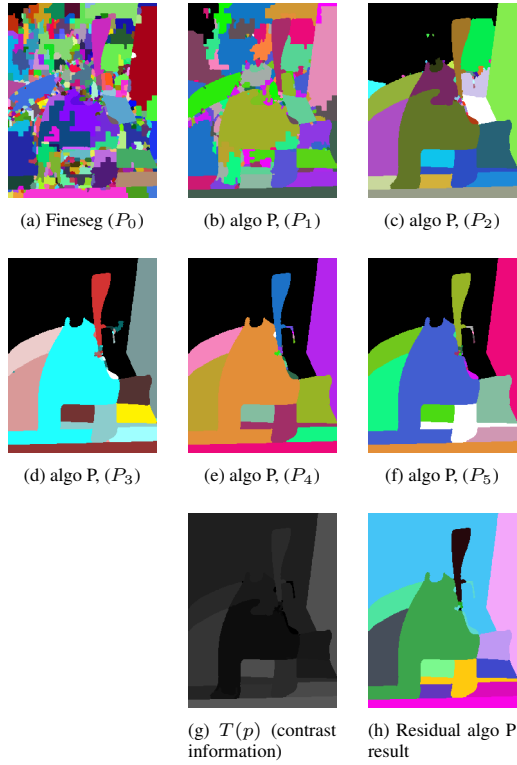 (a) Fineseg (P₀)
(b) algo P, (P₁)
(c) algo P, (P₂)
(d) algo P, (P₃)
(e) algo P, (P₄)
(f) algo P, (P₅)
(g) T(p) (contrast
information)
(h) Residual algo P
result